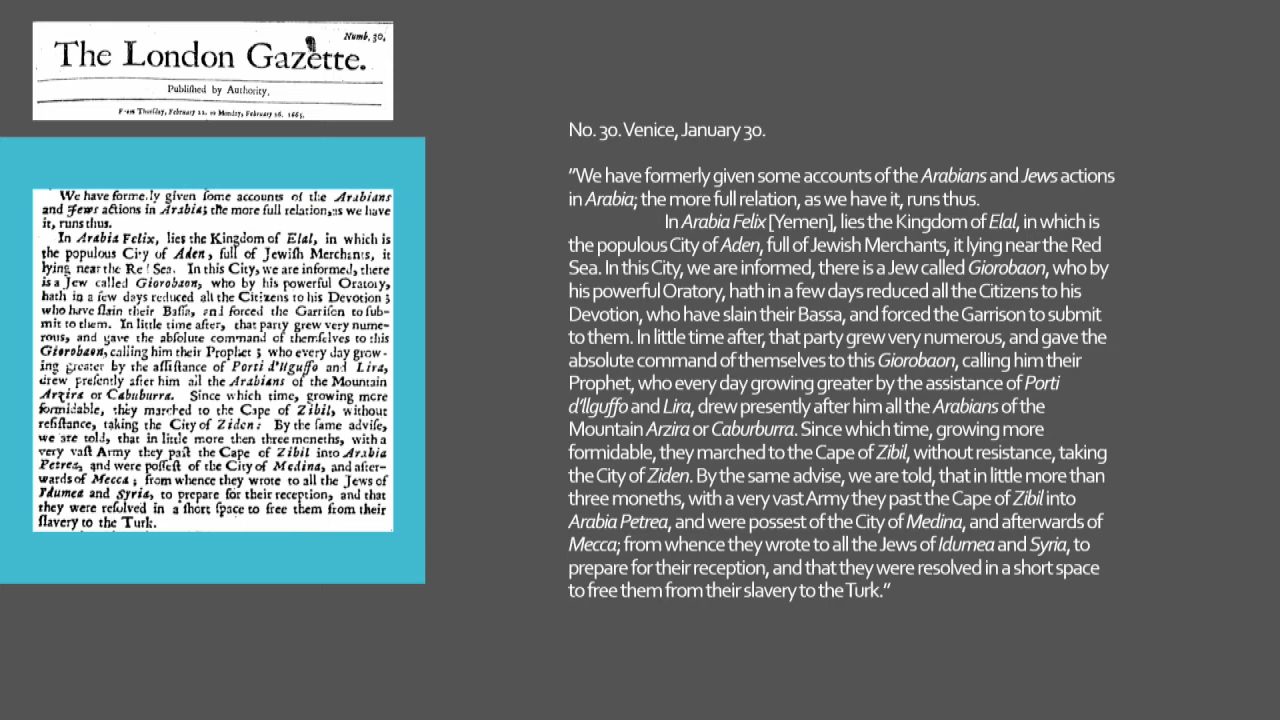 Numb. 30,
The London Gazette.
Publiſhed by Authority.
From Thurſday, February 22. to Monday, February 26. 1665.
We have forme.ly given ſome accounts of the Arabians
and Jews actions in Arabia; the more full relation, as we have
it, runs thus.
In Arabia Felix, lies the Kingdom of Elal, in which is
the populous City of Aden, full of Jewiſh Merchants, it
lying near the Red Sea. In this City, we are informed, there
is a Jew called Giorobaon, who by his powerful Oratory,
hath in a few days reduced all the Citizens to his Devotion;
who have ſlain their Baſſa, and forced the Garriſon to ſub-
mit to them. In little time after, that party grew very nume-
rous, and gave the abſolute command of themſelves to this
Giorobaon, calling him their Prophet; who every day grow-
ing greater by the aſſiſtance of Porti d'Ilguffo and Lira,
drew preſently after him all the Arabians of the Mountain
Arzira or Cabuburra. Since which time, growing more
formidable, they marched to the Cape of Zibil, without
reſiſtance, taking the City of Ziden: By the ſame adviſe,
we are told, that in little more then three moneths, with a
very vaſt Army they paſt the Cape of Zibil into Arabia
Petrea, and were poſſeſt of the City of Medina, and after-
wards of Mecca; from whence they wrote to all the Jews of
Idumea and Syria, to prepare for their reception, and that
they were reſolved in a ſhort ſpace to free them from their
ſlavery to the Turk.
No. 30. Venice, January 30.
"We have formerly given some accounts of the Arabians and Jews actions
in Arabia; the more full relation, as we have it, runs thus.
In Arabia Felix [Yemen], lies the Kingdom of Elal, in which is
the populous City of Aden, full of Jewish Merchants, it lying near the Red
Sea. In this City, we are informed, there is a Jew called Giorobaon, who by
his powerful Oratory, hath in a few days reduced all the Citizens to his
Devotion, who have slain their Bassa, and forced the Garrison to submit
to them. In little time after, that party grew very numerous, and gave the
absolute command of themselves to this Giorobaon, calling him their
Prophet, who every day growing greater by the assistance of Porti
d'Ilguffo and Lira, drew presently after him all the Arabians of the
Mountain Arzira or Caburburra. Since which time, growing more
formidable, they marched to the Cape of Zibil, without resistance, taking
the City of Ziden. By the same advise, we are told, that in little more than
three moneths, with a very vast Army they past the Cape of Zibil into
Arabia Petrea, and were possest of the City of Medina, and afterwards of
Mecca; from whence they wrote to all the Jews of Idumea and Syria, to
prepare for their reception, and that they were resolved in a short space
to free them from their slavery to the Turk."